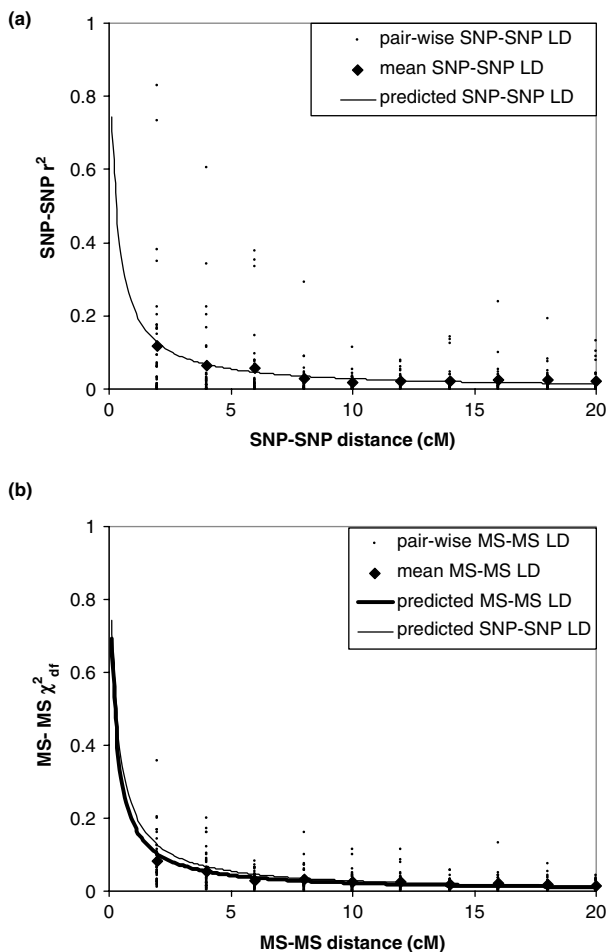 (a)
1
0.8
0.6
0.4
0.2
0
SNP-SNP r²
pair-wise SNP-SNP LD
mean SNP-SNP LD
predicted SNP-SNP LD
0 5 10 15 20
SNP-SNP distance (cM)
(b)
1
0.8
0.6
0.4
0.2
0
MS- MS χ²df
pair-wise MS-MS LD
mean MS-MS LD
predicted MS-MS LD
predicted SNP-SNP LD
0 5 10 15 20
MS-MS distance (cM)